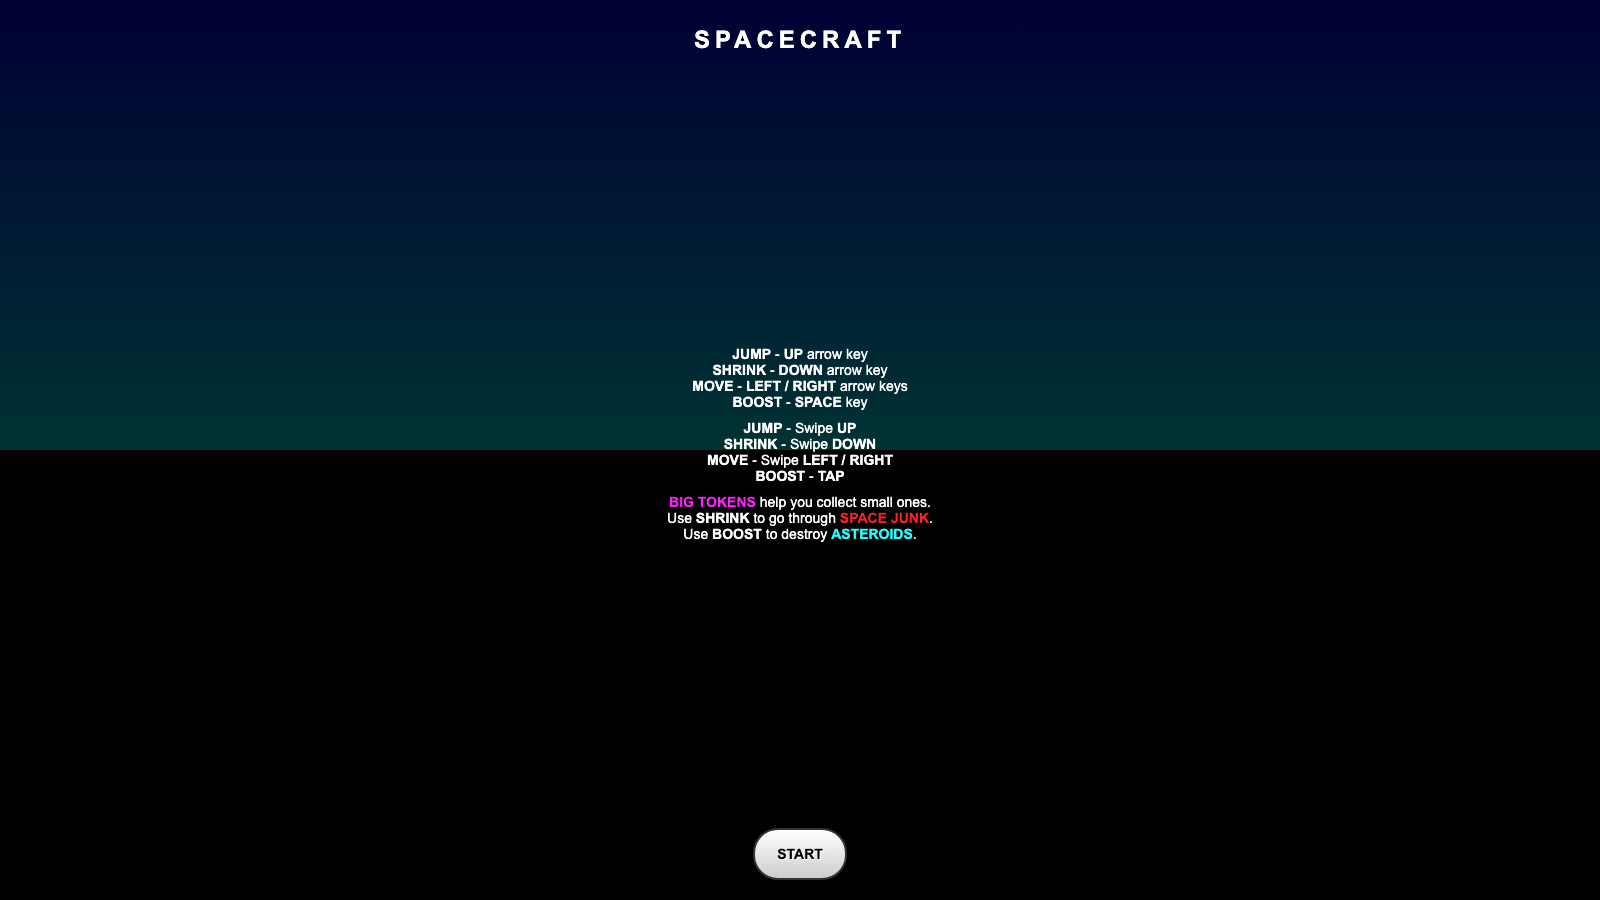 SPACECRAFT
JUMP - UP arrow key
SHRINK - DOWN arrow key
MOVE - LEFT / RIGHT arrow keys
BOOST - SPACE key
JUMP - Swipe UP
SHRINK - Swipe DOWN
MOVE - Swipe LEFT / RIGHT
BOOST - TAP
BIG TOKENS help you collect small ones.
Use SHRINK to go through SPACE JUNK.
Use BOOST to destroy ASTEROIDS.
START